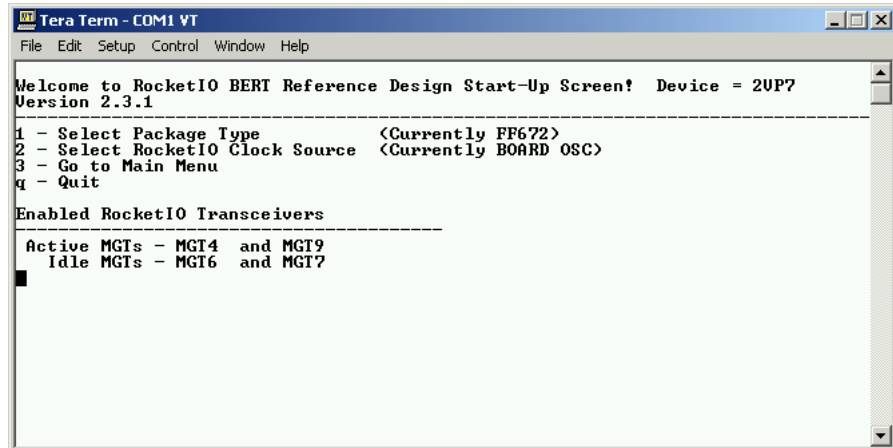 Tera Term - COM1 VT
File Edit Setup Control Window Help
Welcome to RocketIO BERT Reference Design Start-Up Screen! Device = 2VP7
Version 2.3.1
--------------------------------------------------------------------------------
1 - Select Package Type (Currently FF672)
2 - Select RocketIO Clock Source (Currently BOARD OSC)
3 - Go to Main Menu
q - Quit
Enabled RocketIO Transceivers
----------------------------------------
Active MGTs - MGT4 and MGT9
Idle MGTs - MGT6 and MGT7